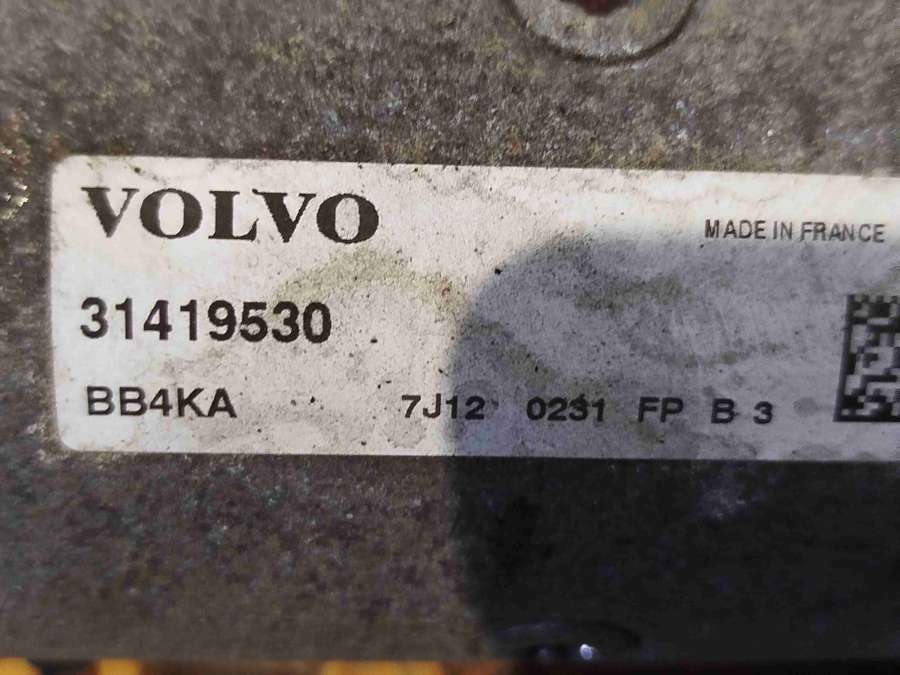 VOLVO
MADE IN FRANCE
31419530
BB4KA 7J12 0231 FP B 3